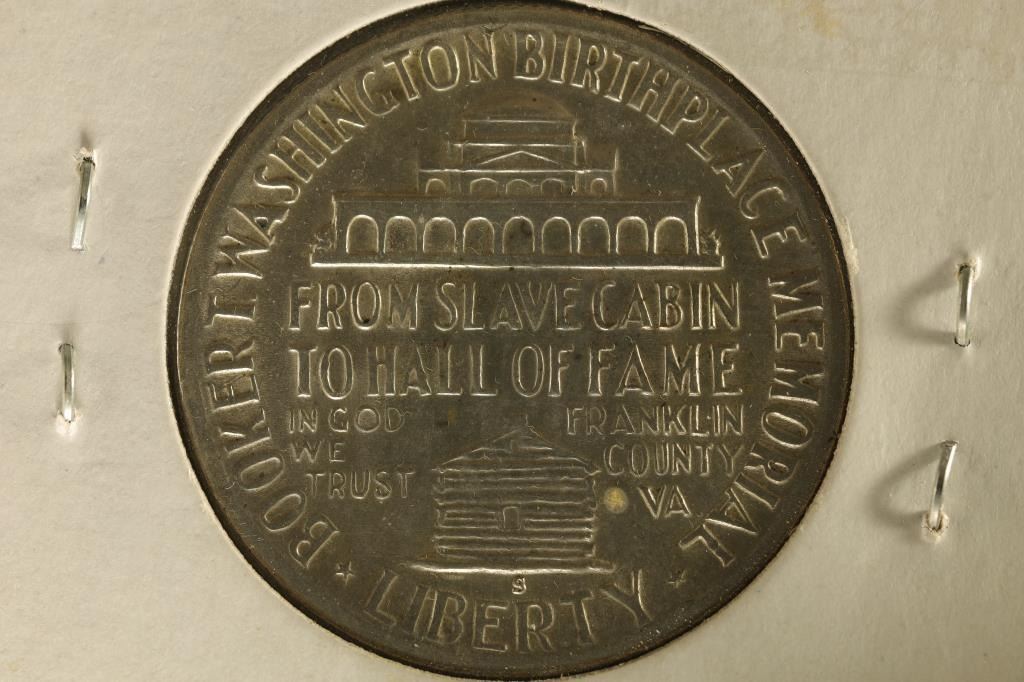 BOOKER T WASHINGTON BIRTHPLACE MEMORIAL
FROM SLAVE CABIN
TO HALL OF FAME
IN GOD
WE
TRUST
FRANKLIN
COUNTY
VA
S
LIBERTY